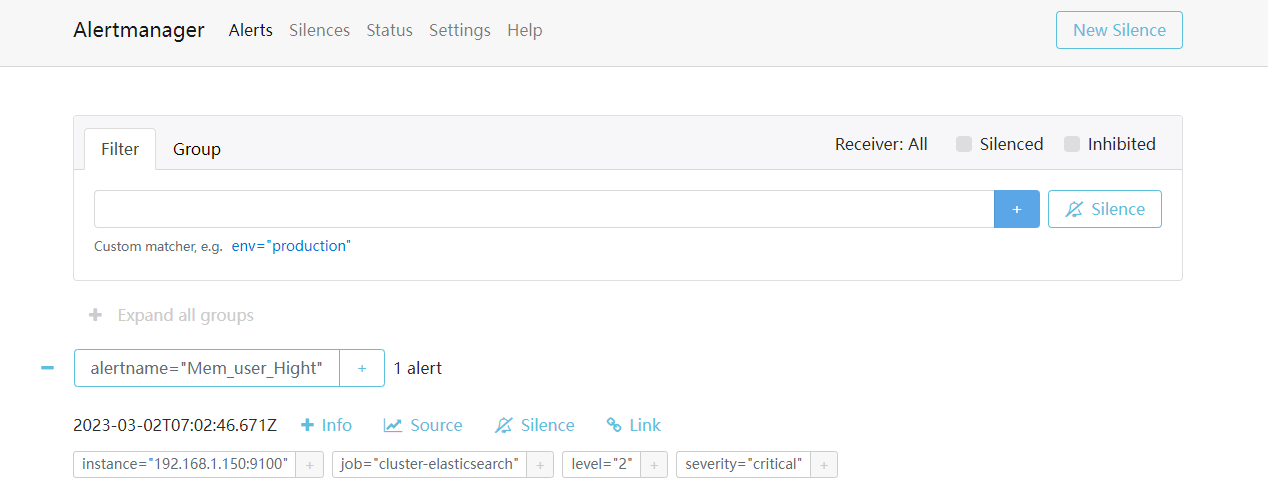 Alertmanager Alerts Silences Status Settings Help New Silence
Filter Group Receiver: All Silenced Inhibited
+ Silence
Custom matcher, e.g. env="production"
+ Expand all groups
alertname="Mem_user_Hight" + 1 alert
2023-03-02T07:02:46.671Z + Info Source Silence Link
instance="192.168.1.150:9100" + job="cluster-elasticsearch" + level="2" + severity="critical" +